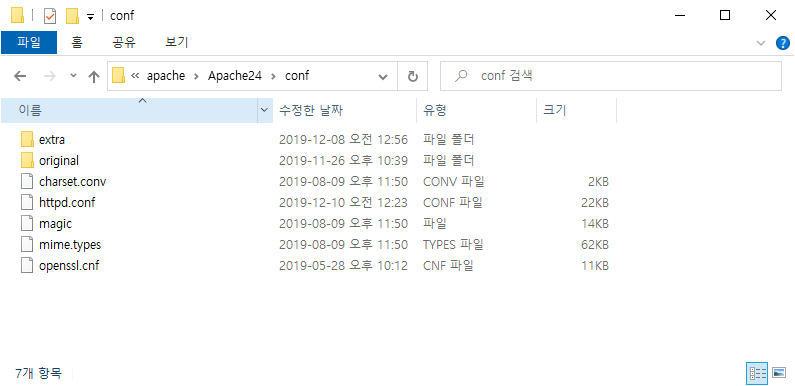 conf
파일 홈 공유 보기
« apache > Apache24 > conf conf 검색
이름 수정한 날짜 유형 크기
extra 2019-12-08 오전 12:56 파일 폴더
original 2019-11-26 오후 10:39 파일 폴더
charset.conv 2019-08-09 오후 11:50 CONV 파일 2KB
httpd.conf 2019-12-10 오전 12:23 CONF 파일 22KB
magic 2019-08-09 오후 11:50 파일 14KB
mime.types 2019-08-09 오후 11:50 TYPES 파일 62KB
openssl.cnf 2019-05-28 오후 10:12 CNF 파일 11KB
7개 항목